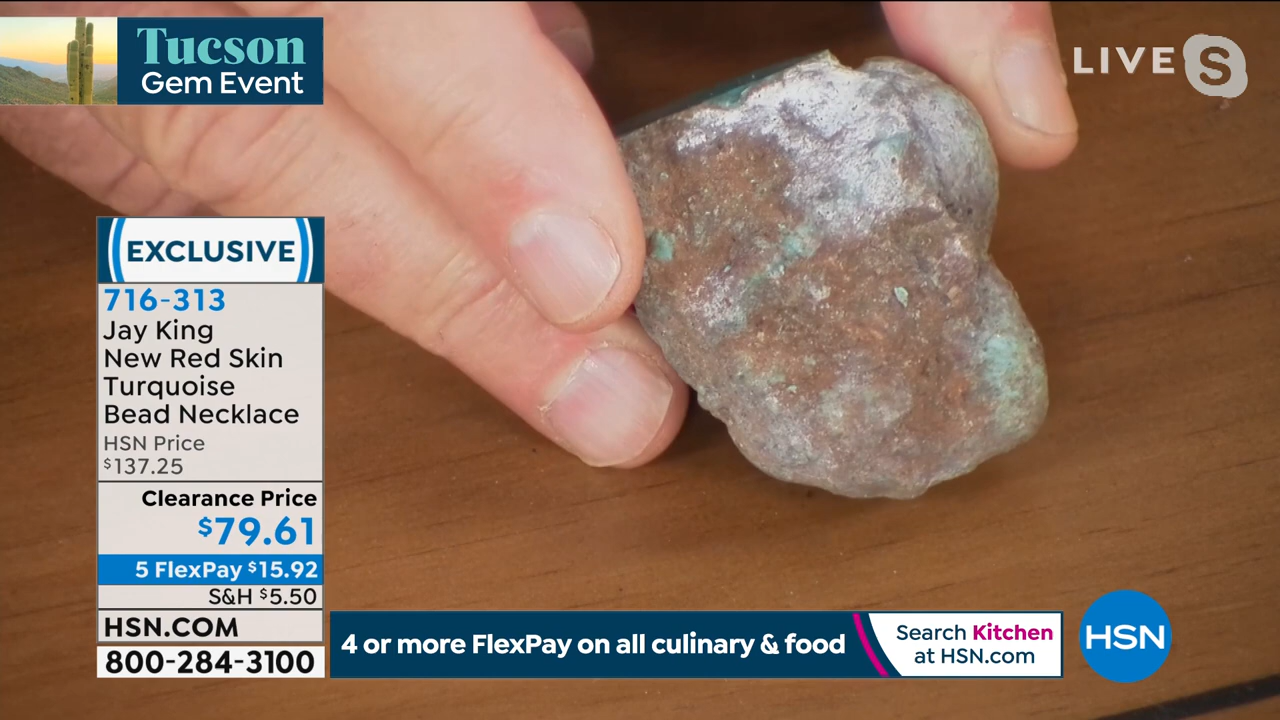 Tucson
Gem Event
LIVE S
EXCLUSIVE
716-313
Jay King
New Red Skin
Turquoise
Bead Necklace
HSN Price
$137.25
Clearance Price
$79.61
5 FlexPay $15.92
S&H $5.50
HSN.COM
800-284-3100
4 or more FlexPay on all culinary & food
Search Kitchen
at HSN.com
HSN